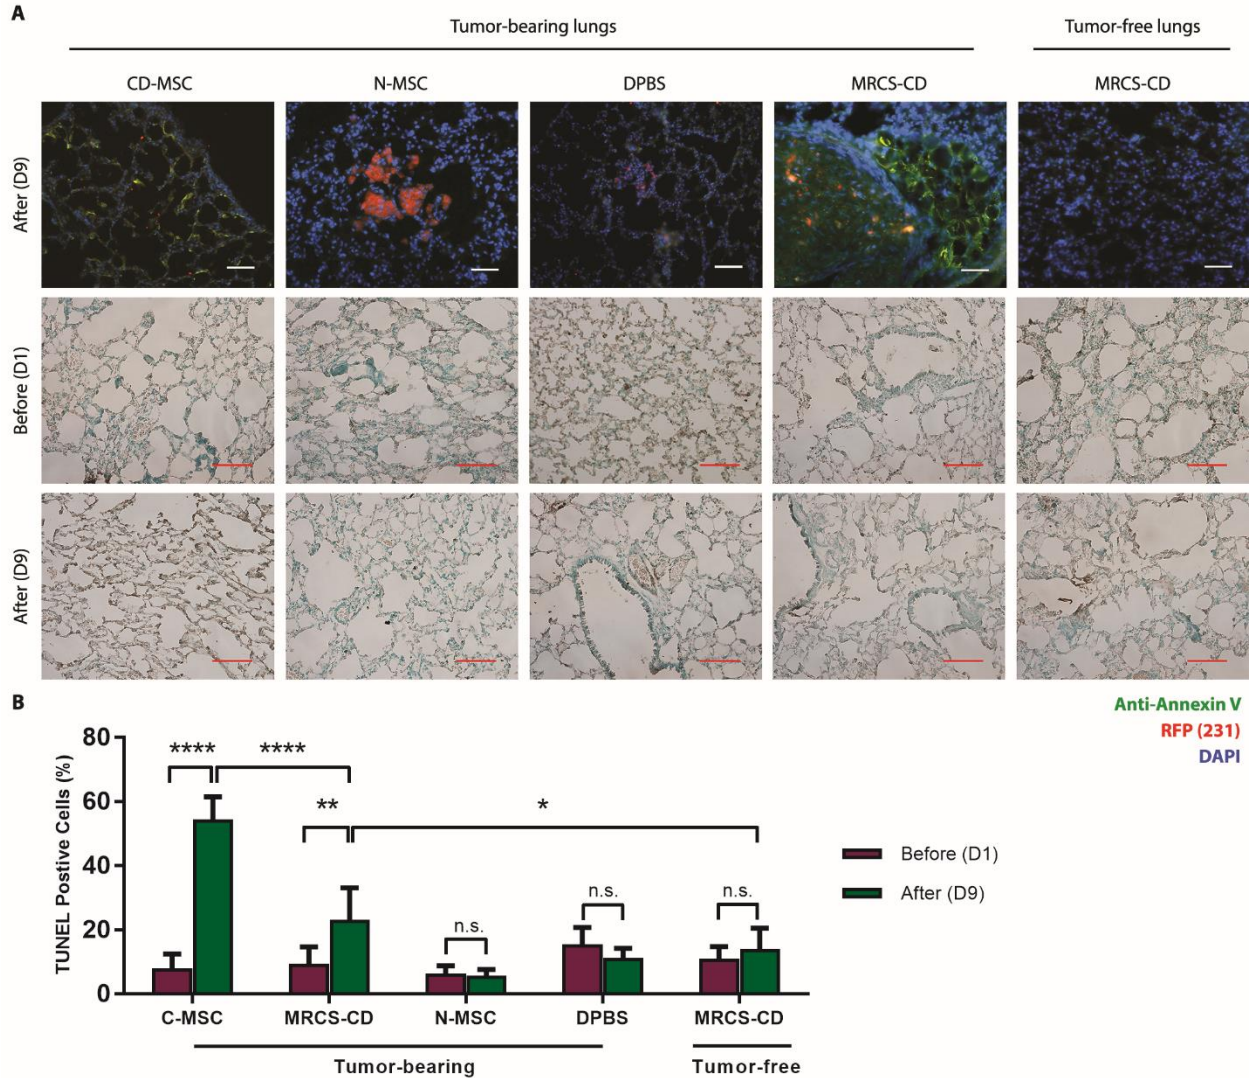 A
Tumor-bearing lungs
Tumor-free lungs
CD-MSC
N-MSC
DPBS
MRCS-CD
MRCS-CD
After (D9)
Before (D1)
After (D9)
B
Anti-Annexin V
RFP (231)
DAPI
TUNEL Postive Cells (%)
80
60
40
20
0
****
****
**
*
n.s.
n.s.
n.s.
Before (D1)
After (D9)
C-MSC
MRCS-CD
N-MSC
DPBS
MRCS-CD
Tumor-bearing
Tumor-free